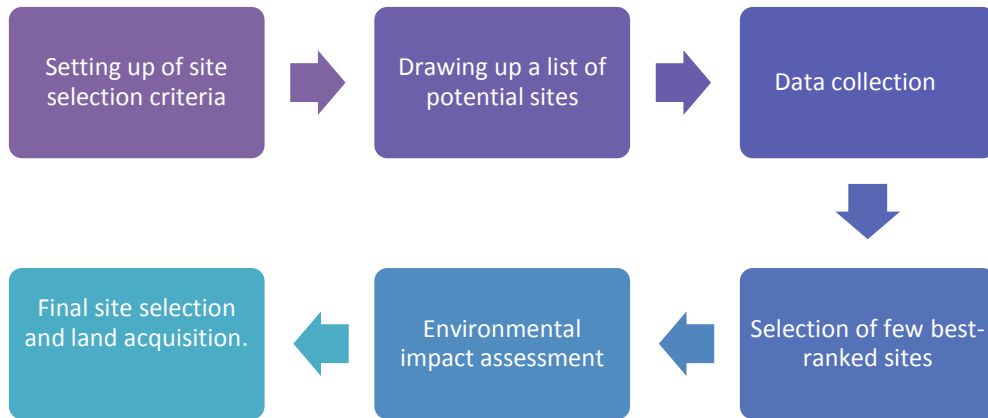 Setting up of site
selection criteria
Drawing up a list of
potential sites
Data collection
Selection of few best-
ranked sites
Environmental
impact assessment
Final site selection
and land acquisition.